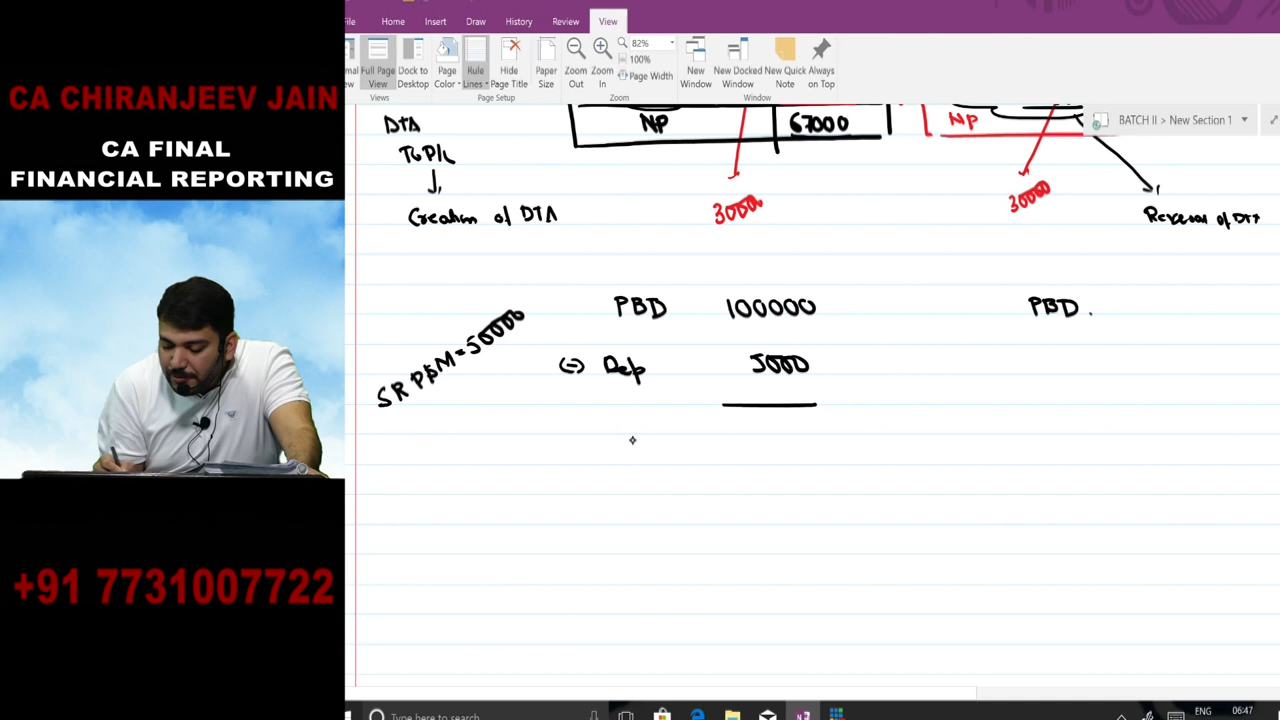 CA CHIRANJEEV JAIN
CA FINAL
FINANCIAL REPORTING
+91 7731007722
File Home Insert Draw History Review View
Normal View
Full Page View
Dock to Desktop
Views
Page Color
Rule Lines
Hide Page Title
Page Setup
Paper Size
Zoom Out
Zoom In
82%
100%
Page Width
Zoom
New Window
New Docked Window
New Quick Note
Always on Top
Window
BATCH II > New Section 1
DTA
NP 67000
NP
Creation of DTA
30000
30000
Reversal of DTA
PBD 100000
PBD
(-) Dep 5000
Type here to search
ENG 06:47